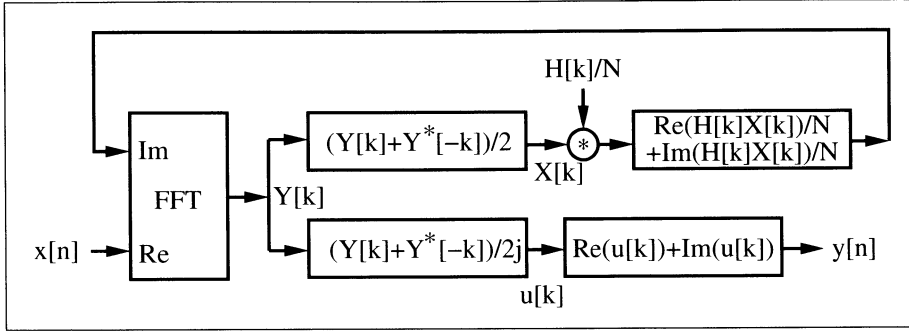 H[k]/N
Im
FFT
Re
x[n]
Y[k]
(Y[k]+Y*[-k])/2
X[k]
*
Re(H[k]X[k])/N
+Im(H[k]X[k])/N
(Y[k]+Y*[-k])/2j
u[k]
Re(u[k])+Im(u[k])
y[n]